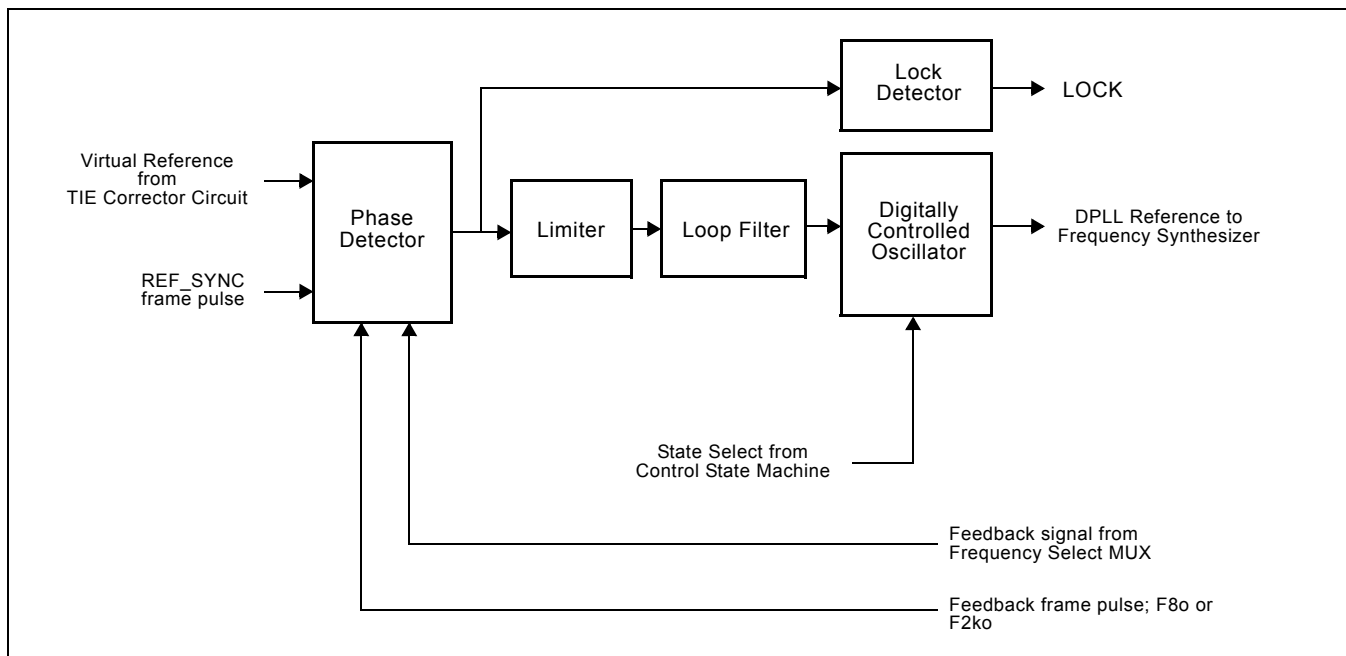 Lock
Detector
LOCK
Virtual Reference
from
TIE Corrector Circuit
Phase
Detector
Limiter
Loop Filter
Digitally
Controlled
Oscillator
DPLL Reference to
Frequency Synthesizer
REF_SYNC
frame pulse
State Select from
Control State Machine
Feedback signal from
Frequency Select MUX
Feedback frame pulse; F8o or
F2ko